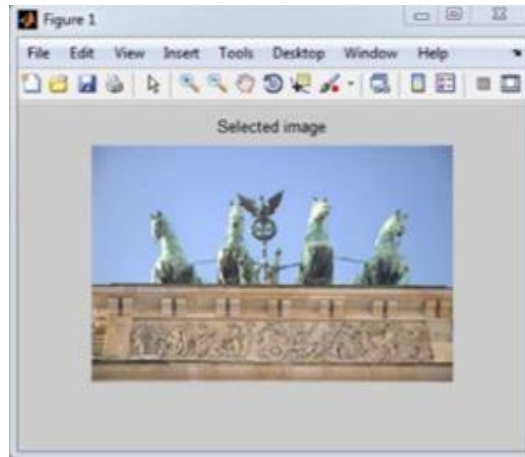 Figure 1
File Edit View Insert Tools Desktop Window Help
Selected image